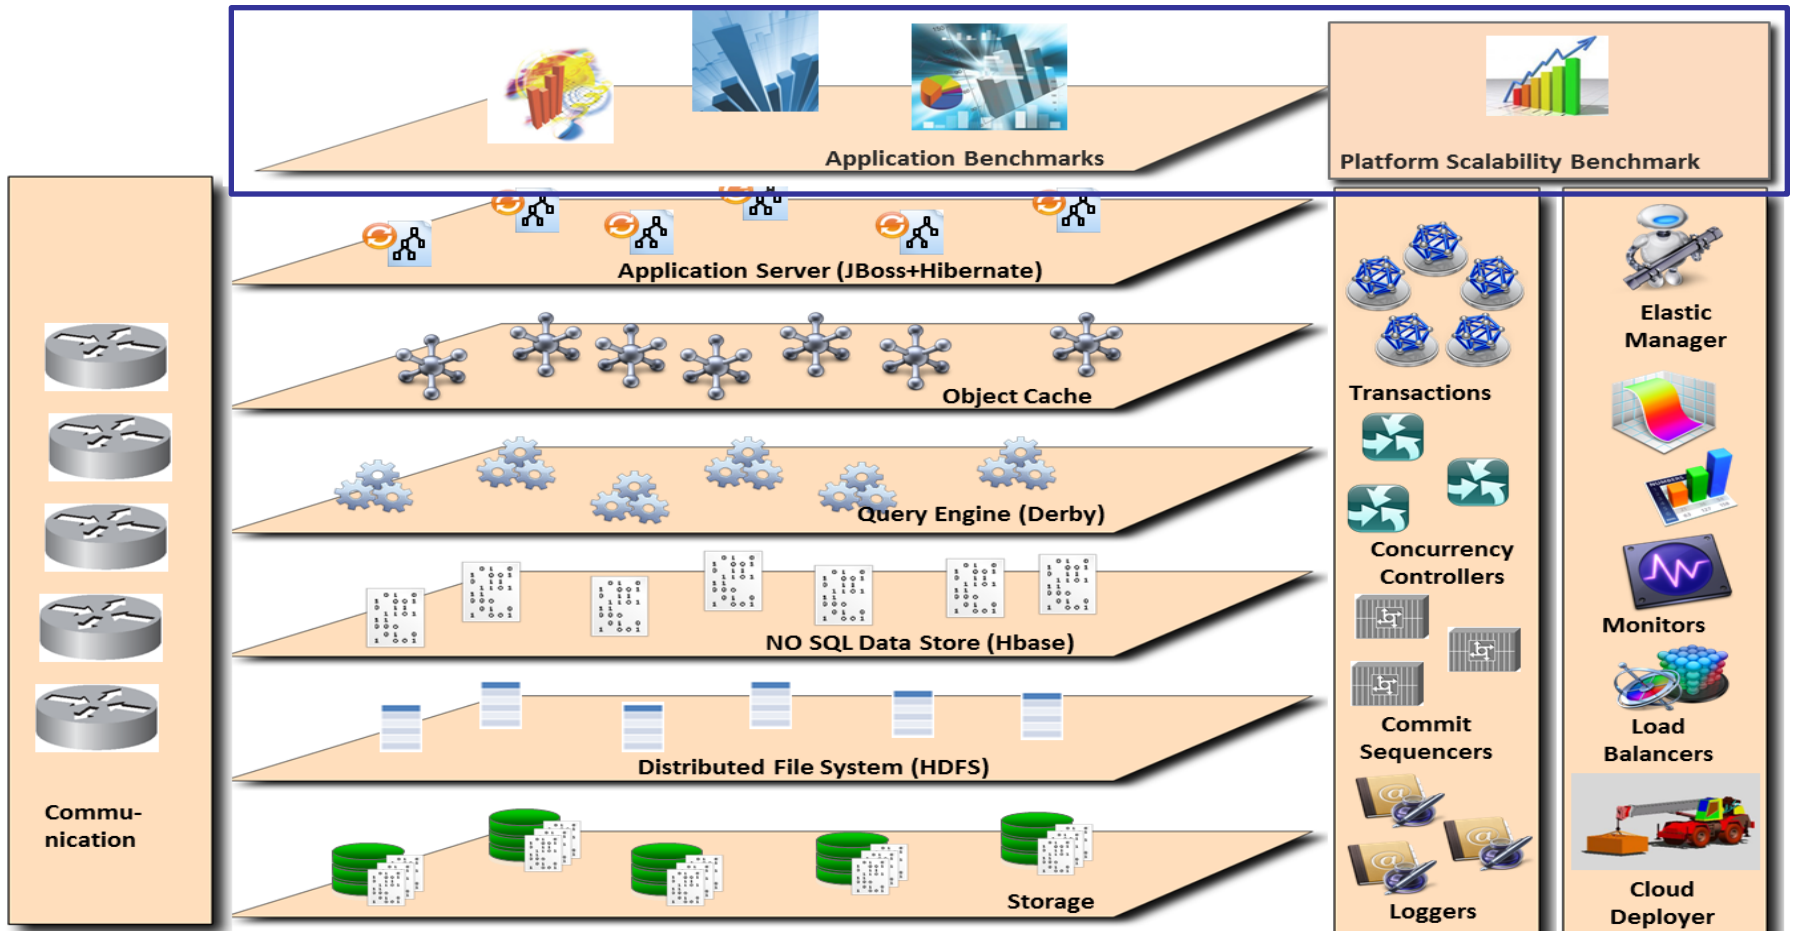 Application Benchmarks
Platform Scalability Benchmark
Application Server (JBoss+Hibernate)
Object Cache
Query Engine (Derby)
NO SQL Data Store (Hbase)
Distributed File System (HDFS)
Storage
Commu-
nication
Transactions
Concurrency
Controllers
Commit
Sequencers
Loggers
Elastic
Manager
NUMBERS
Monitors
Load
Balancers
Cloud
Deployer